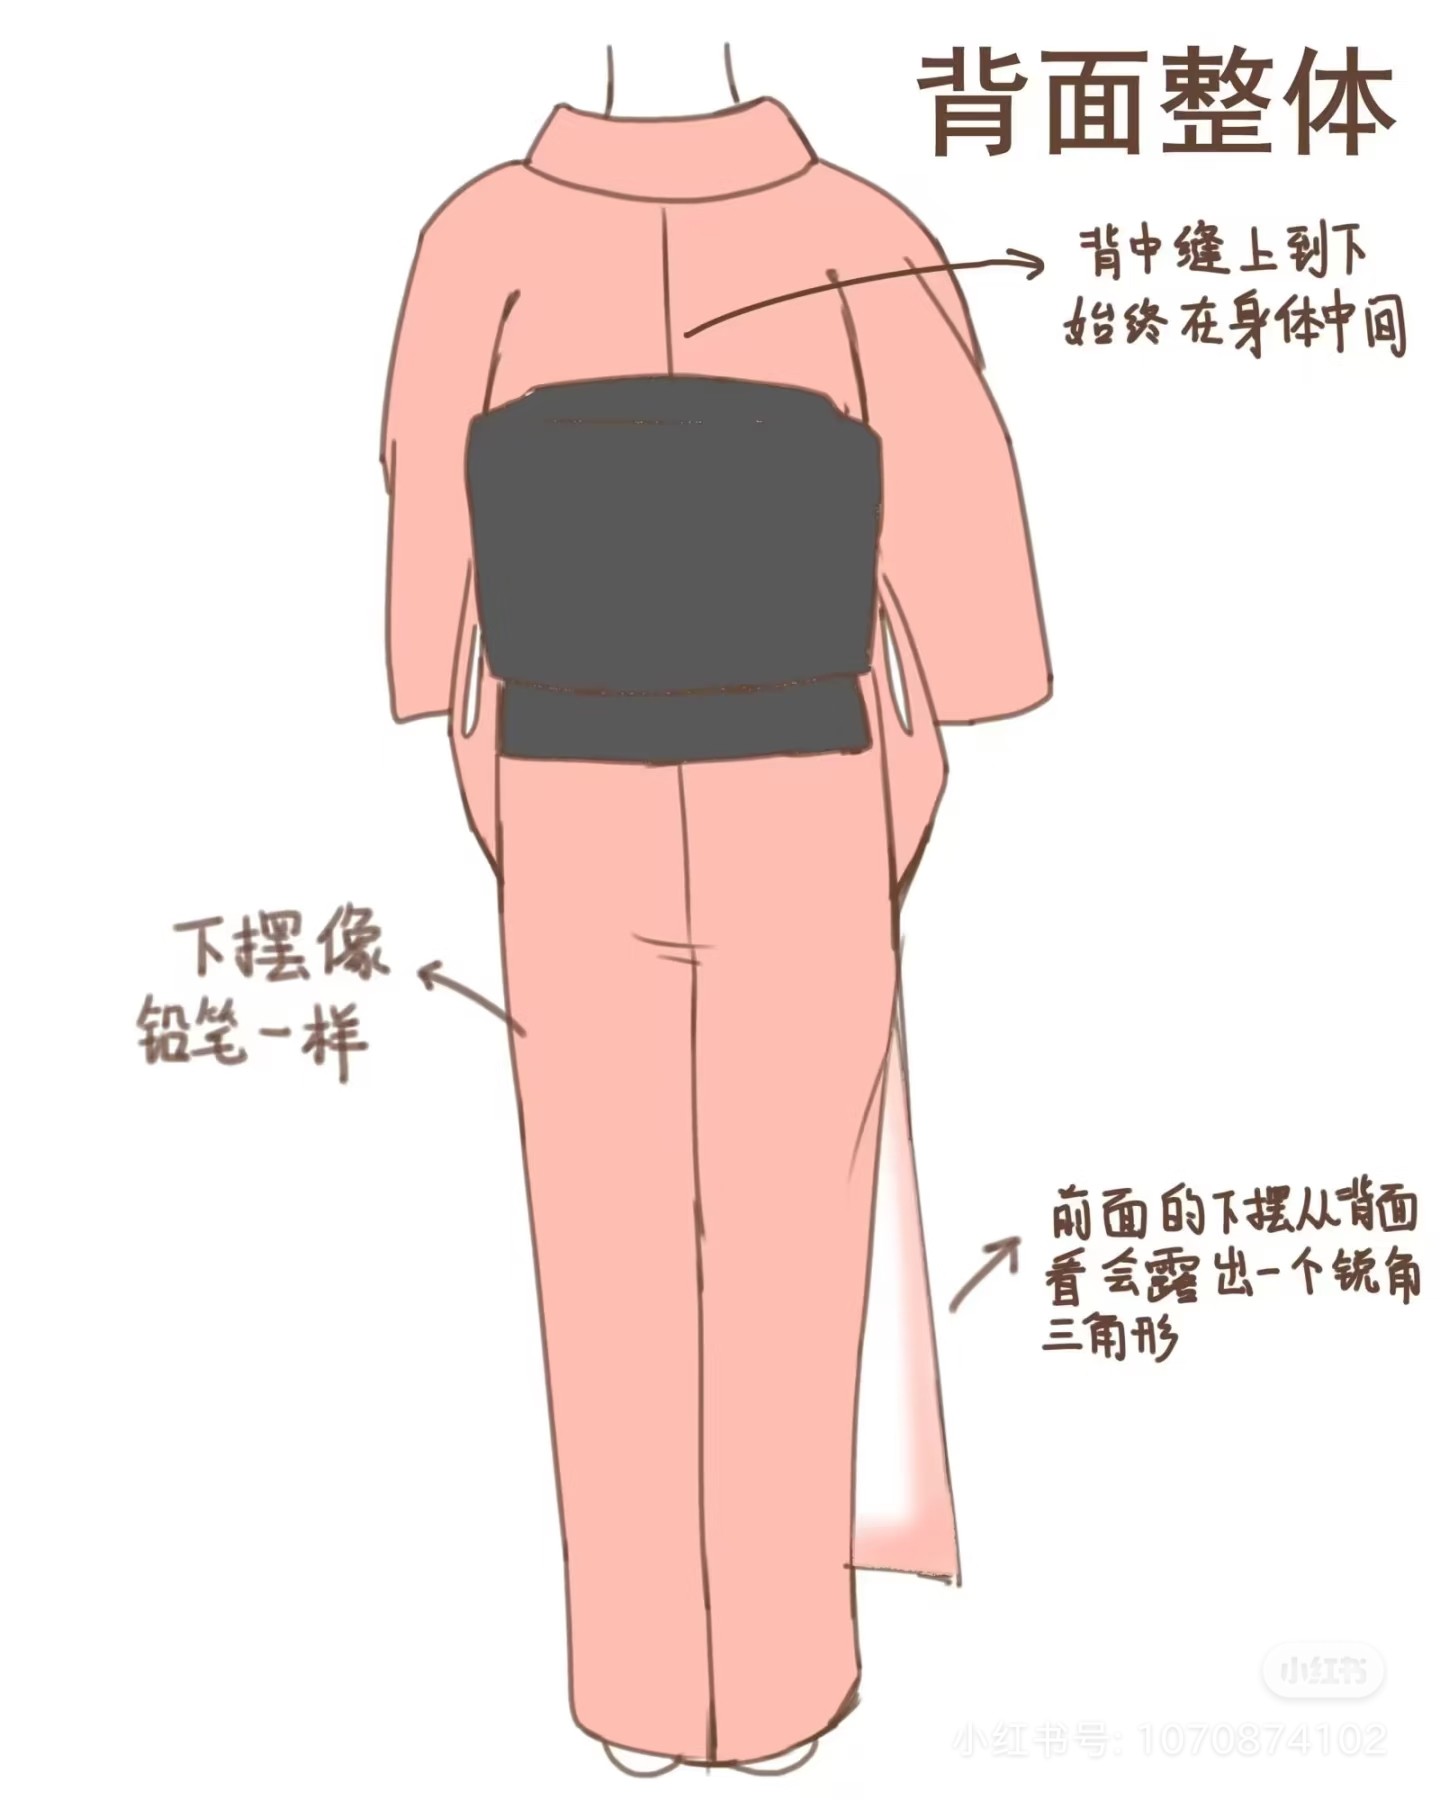 背面整体
背中缝上到下
始终在身体中间
下摆像
铅笔一样
前面的下摆从背面
看会露出一个锐角
三角形
小红书
小红书号: 1070874102